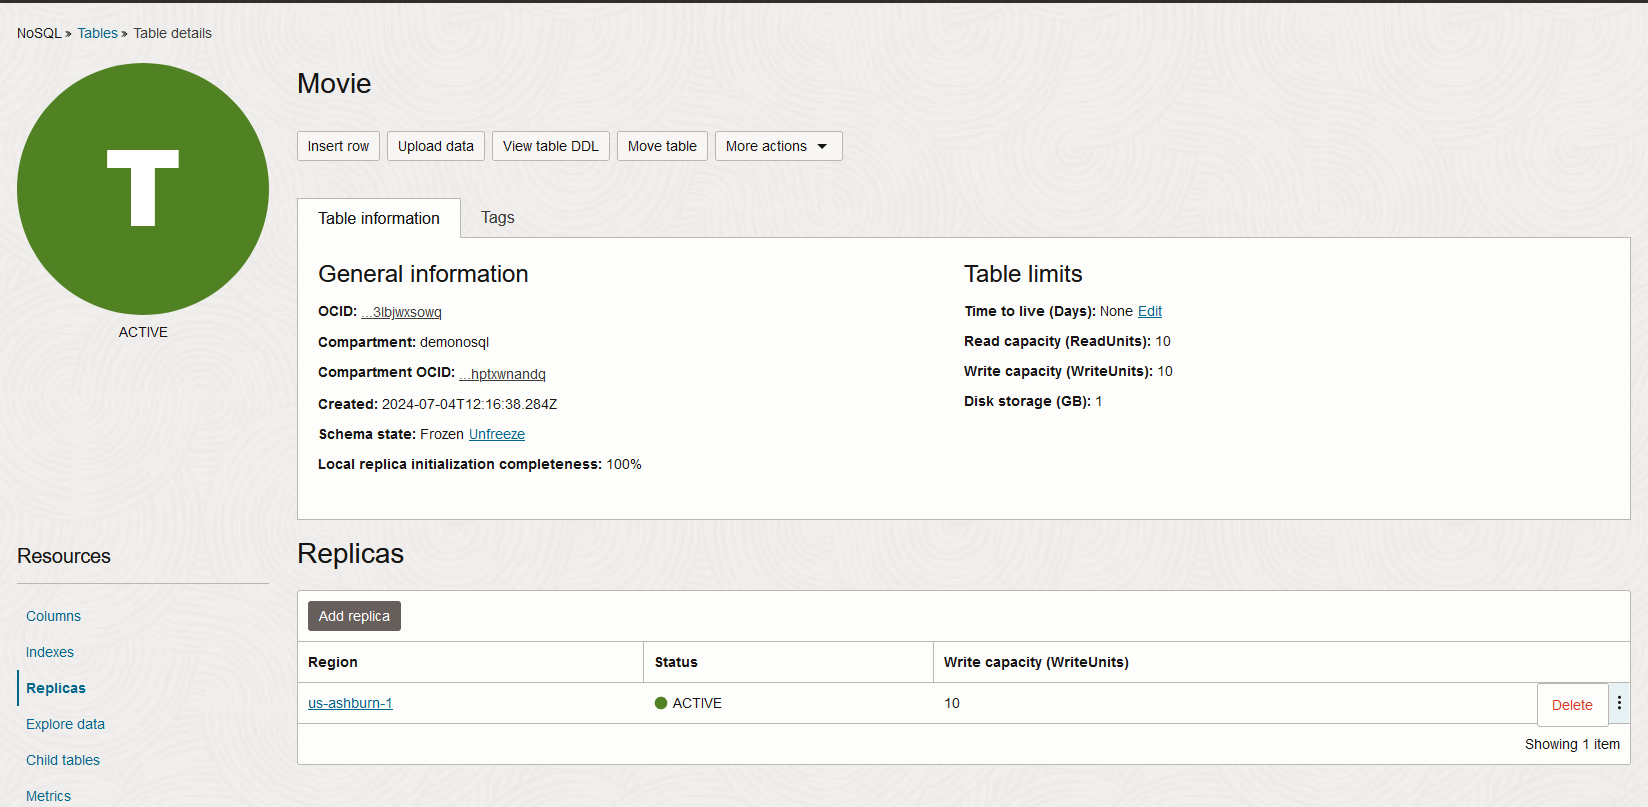 NoSQL » Tables » Table details
T
ACTIVE
Movie
Insert row
Upload data
View table DDL
Move table
More actions
Table information
Tags
General information
OCID: ...3lbjwxsowq
Compartment: demonosql
Compartment OCID: ...hptxwnandq
Created: 2024-07-04T12:16:38.284Z
Schema state: Frozen Unfreeze
Local replica initialization completeness: 100%
Table limits
Time to live (Days): None Edit
Read capacity (ReadUnits): 10
Write capacity (WriteUnits): 10
Disk storage (GB): 1
Resources
Columns
Indexes
Replicas
Explore data
Child tables
Metrics
Replicas
Add replica
Region Status Write capacity (WriteUnits)
us-ashburn-1 ACTIVE 10 Delete
Showing 1 item